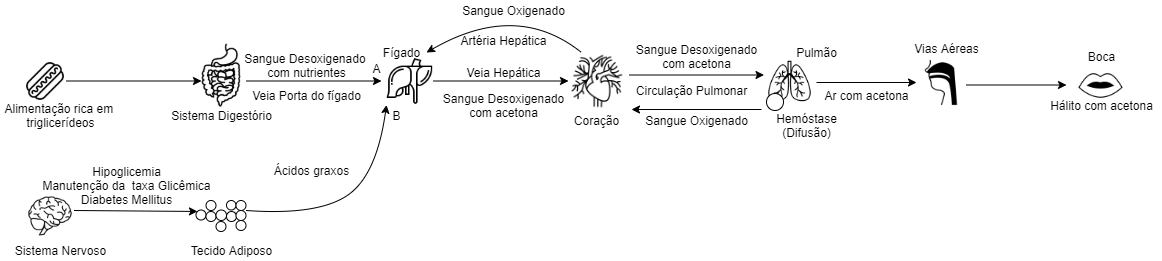 Sangue Oxigenado
Artéria Hepática
Fígado
Sangue Desoxigenado
com nutrientes
A
Veia Porta do fígado
Alimentação rica em
triglicerídeos
Sistema Digestório
B
Veia Hepática
Sangue Desoxigenado
com acetona
Coração
Sangue Desoxigenado
com acetona
Circulação Pulmonar
Sangue Oxigenado
Pulmão
Hemóstase
(Difusão)
Ar com acetona
Vias Aéreas
Boca
Hálito com acetona
Hipoglicemia
Manutenção da taxa Glicêmica
Diabetes Mellitus
Ácidos graxos
Sistema Nervoso
Tecido Adiposo